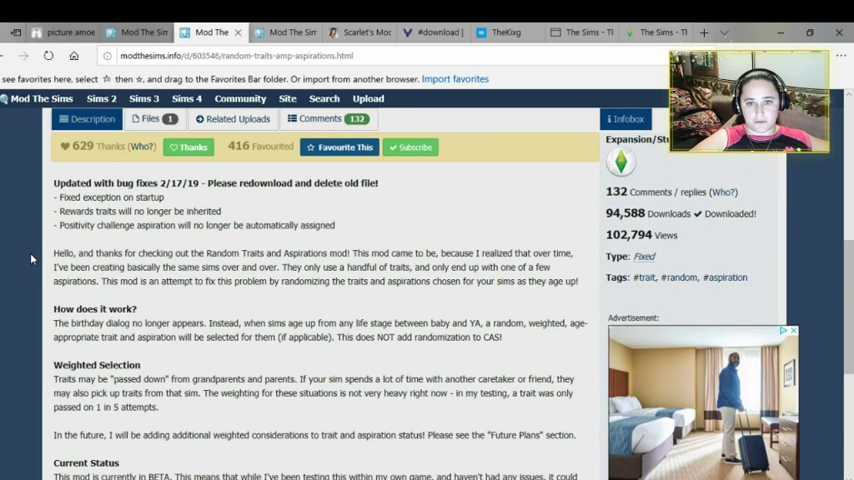 picture amoe
Mod The Sim
Mod The
Mod The Sim
Scarlet's Mod
#download |
TheKixg
The Sims - Tl
The Sims - Tl
modthesims.info/d/603546/random-traits-amp-aspirations.html
see favorites here, select ☆ then ☆, and drag to the Favorites Bar folder. Or import from another browser. Import favorites
Mod The Sims Sims 2 Sims 3 Sims 4 Community Site Search Upload
Description Files 1 Related Uploads Comments 132
Infobox
629 Thanks (Who?) Thanks 416 Favourited Favourite This Subscribe
Expansion/Stu
Updated with bug fixes 2/17/19 - Please redownload and delete old file!
- Fixed exception on startup
- Rewards traits will no longer be inherited
- Positivity challenge aspiration will no longer be automatically assigned
Hello, and thanks for checking out the Random Traits and Aspirations mod! This mod came to be, because I realized that over time,
I've been creating basically the same sims over and over. They only use a handful of traits, and only end up with one of a few
aspirations. This mod is an attempt to fix this problem by randomizing the traits and aspirations chosen for your sims as they age up!
How does it work?
The birthday dialog no longer appears. Instead, when sims age up from any life stage between baby and YA, a random, weighted, age-
appropriate trait and aspiration will be selected for them (if applicable). This does NOT add randomization to CAS!
Weighted Selection
Traits may be "passed down" from grandparents and parents. If your sim spends a lot of time with another caretaker or friend, they
may also pick up traits from that sim. The weighting for these situations is not very heavy right now - in my testing, a trait was only
passed on 1 in 5 attempts.
In the future, I will be adding additional weighted considerations to trait and aspiration status! Please see the "Future Plans" section.
Current Status
This mod is currently in BETA. This means that while I've been testing this within my own game, and haven't had any issues, it could
132 Comments / replies (Who?)
94,588 Downloads ✓ Downloaded!
102,794 Views
Type: Fixed
Tags: #trait, #random, #aspiration
Advertisement: